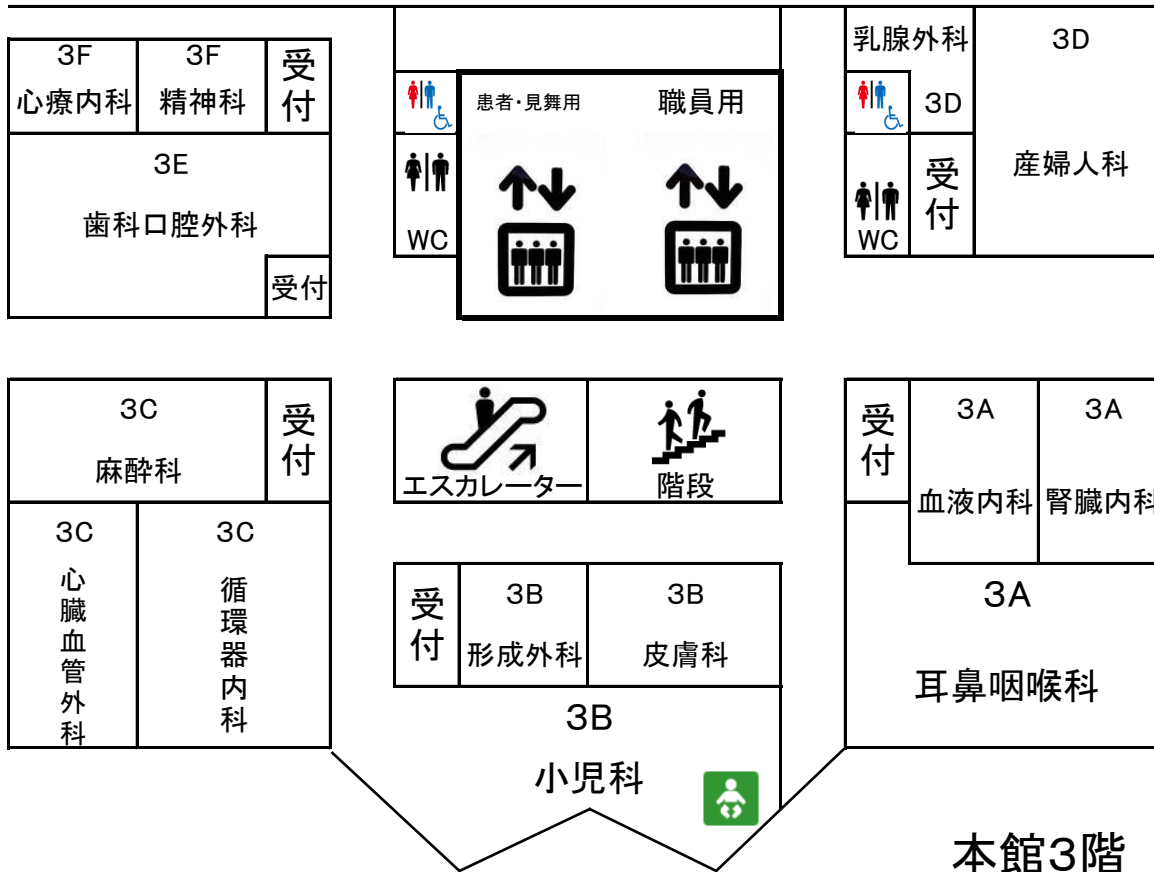 3F
心療内科
3F
精神科
受付
3E
歯科口腔外科
受付
WC
患者・見舞用
職員用
乳腺外科
3D
WC
受付
3D
産婦人科
3C
麻酔科
受付
3C
心臓血管外科
3C
循環器内科
エスカレーター
階段
受付
3B
形成外科
3B
皮膚科
3B
小児科
受付
3A
血液内科
3A
腎臓内科
3A
耳鼻咽喉科
本館3階